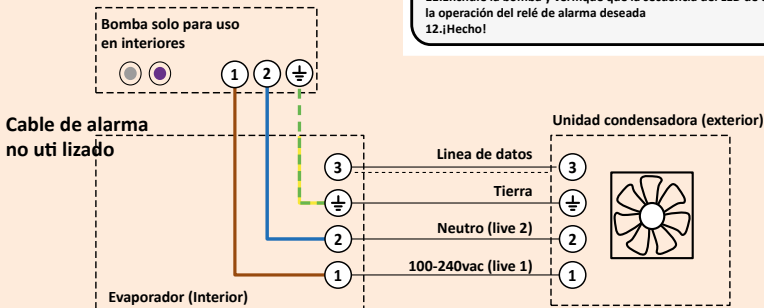 la operación del relé de alarma deseada
12.¡Hecho!
Bomba solo para uso
en interiores
1 2
Cable de alarma
no uti lizado
Unidad condensadora (exterior)
3 Linea de datos 3
Tierra
2 Neutro (live 2) 2
1 100-240vac (live 1) 1
Evaporador (Interior)